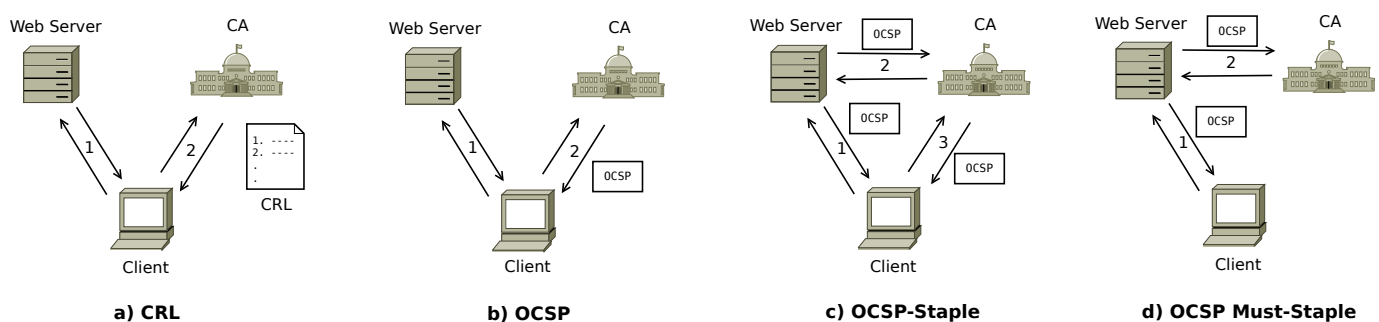 Web Server
CA
1
2
1. ----
2. ----
.
.
CRL
Client
a) CRL
Web Server
CA
1
2
OCSP
Client
b) OCSP
Web Server
CA
OCSP
2
OCSP
1
3
OCSP
Client
c) OCSP-Staple
Web Server
CA
OCSP
2
OCSP
1
Client
d) OCSP Must-Staple